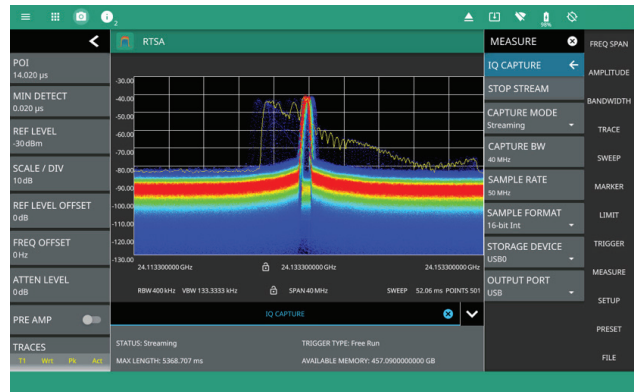 2
98%
RTSA
MEASURE
FREQ SPAN
POI
14.020 µs
MIN DETECT
0.020 µs
REF LEVEL
-30 dBm
SCALE / DIV
10 dB
REF LEVEL OFFSET
0 dB
FREQ OFFSET
0 Hz
ATTEN LEVEL
0 dB
PRE AMP
TRACES
T1 Wrt Pk Act
-30.00
-40.00
-50.00
-60.00
-70.00
-80.00
-90.00
-100.00
-110.00
-120.00
-130.00
24.113300000 GHz 24.133300000 GHz 24.153300000 GHz
RBW 400 kHz VBW 133.3333 kHz SPAN 40 MHz SWEEP 52.06 ms POINTS 501
IQ CAPTURE
STATUS: Streaming TRIGGER TYPE: Free Run
MAX LENGTH: 5368.707 ms AVAILABLE MEMORY: 457.0900000000 GB
IQ CAPTURE
STOP STREAM
CAPTURE MODE
Streaming
CAPTURE BW
40 MHz
SAMPLE RATE
50 MHz
SAMPLE FORMAT
16-bit Int
STORAGE DEVICE
USB0
OUTPUT PORT
USB
AMPLITUDE
BANDWIDTH
TRACE
SWEEP
MARKER
LIMIT
TRIGGER
MEASURE
SETUP
PRESET
FILE